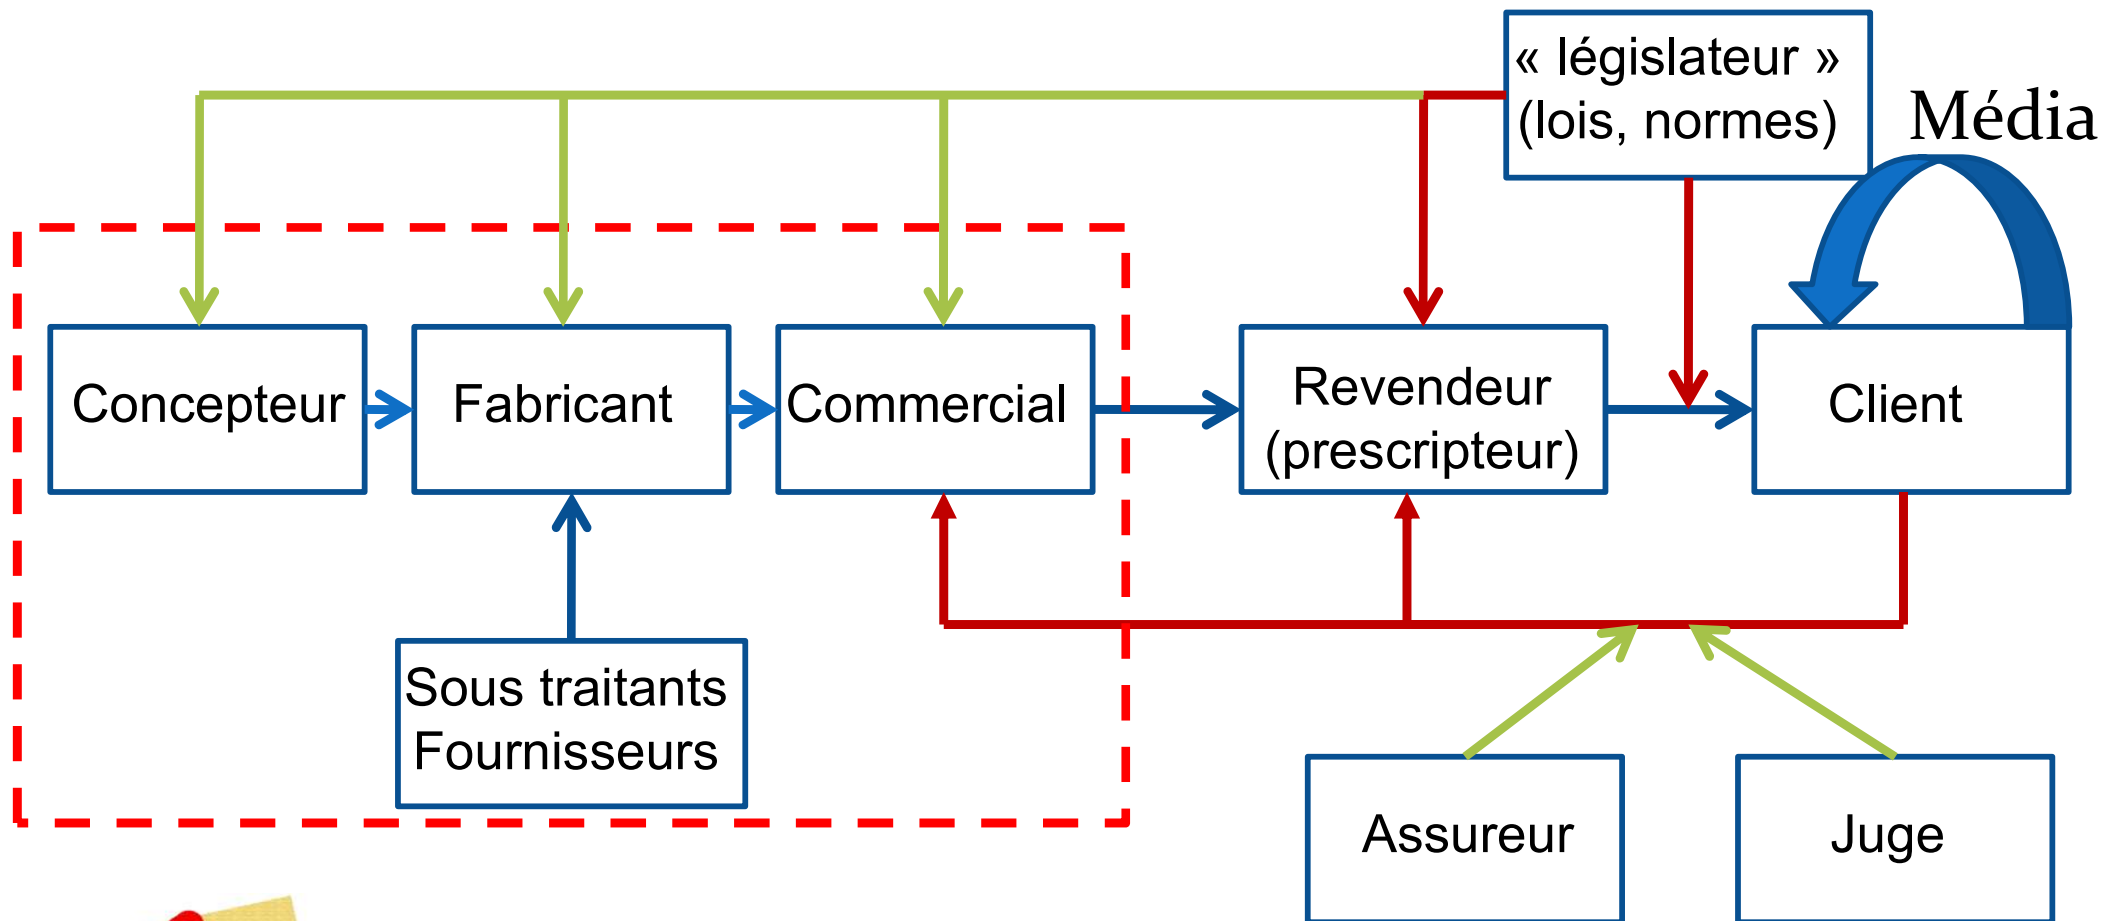 « législateur »
(lois, normes)
Média
Concepteur
Fabricant
Commercial
Revendeur
(prescripteur)
Client
Sous traitants
Fournisseurs
Assureur
Juge